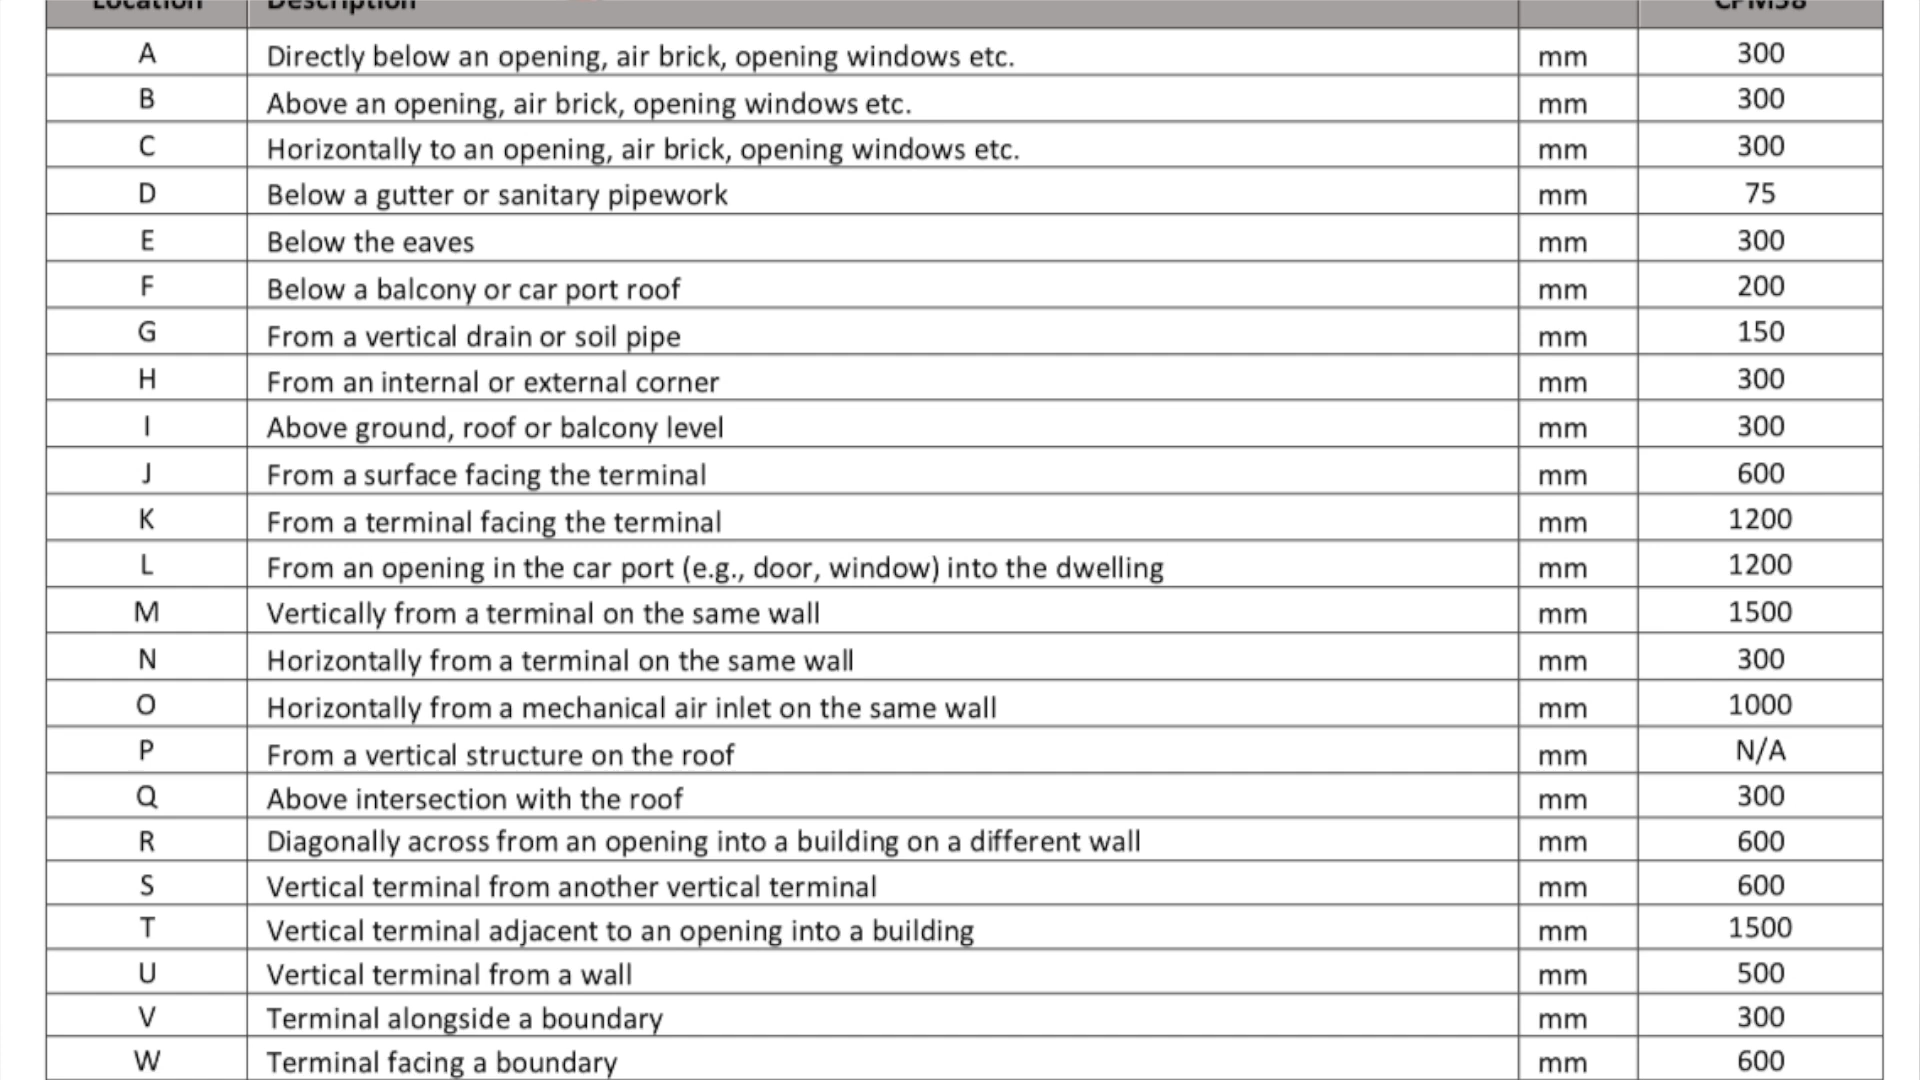 Location Description CPM58
A Directly below an opening, air brick, opening windows etc. mm 300
B Above an opening, air brick, opening windows etc. mm 300
C Horizontally to an opening, air brick, opening windows etc. mm 300
D Below a gutter or sanitary pipework mm 75
E Below the eaves mm 300
F Below a balcony or car port roof mm 200
G From a vertical drain or soil pipe mm 150
H From an internal or external corner mm 300
I Above ground, roof or balcony level mm 300
J From a surface facing the terminal mm 600
K From a terminal facing the terminal mm 1200
L From an opening in the car port (e.g., door, window) into the dwelling mm 1200
M Vertically from a terminal on the same wall mm 1500
N Horizontally from a terminal on the same wall mm 300
O Horizontally from a mechanical air inlet on the same wall mm 1000
P From a vertical structure on the roof mm N/A
Q Above intersection with the roof mm 300
R Diagonally across from an opening into a building on a different wall mm 600
S Vertical terminal from another vertical terminal mm 600
T Vertical terminal adjacent to an opening into a building mm 1500
U Vertical terminal from a wall mm 500
V Terminal alongside a boundary mm 300
W Terminal facing a boundary mm 600